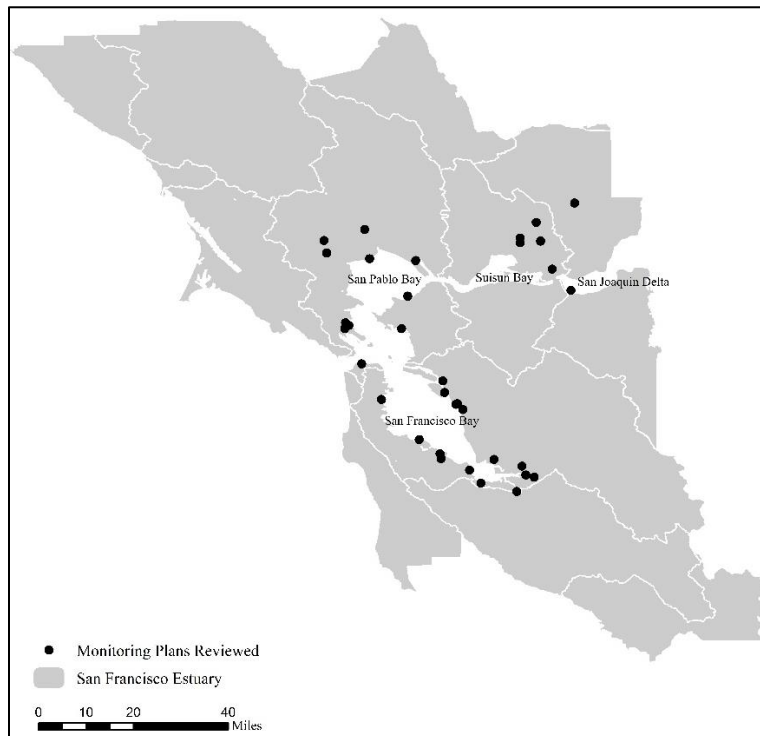 San Pablo Bay
Suisun Bay
San Joaquin Delta
San Francisco Bay
Monitoring Plans Reviewed
San Francisco Estuary
0 10 20 40
Miles